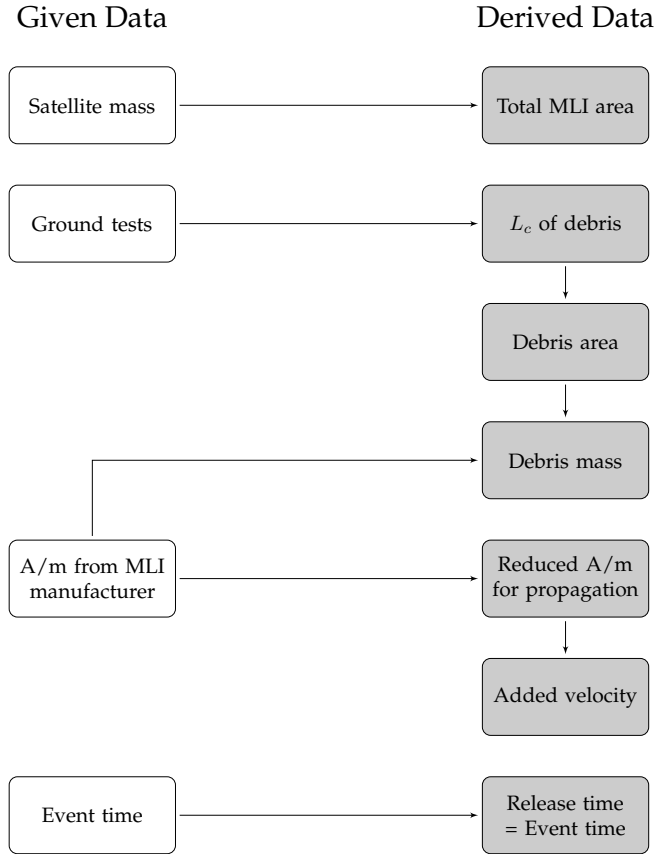 Given Data
Derived Data
Satellite mass
Total MLI area
Ground tests
L_c of debris
Debris area
Debris mass
A/m from MLI
manufacturer
Reduced A/m
for propagation
Added velocity
Event time
Release time
= Event time